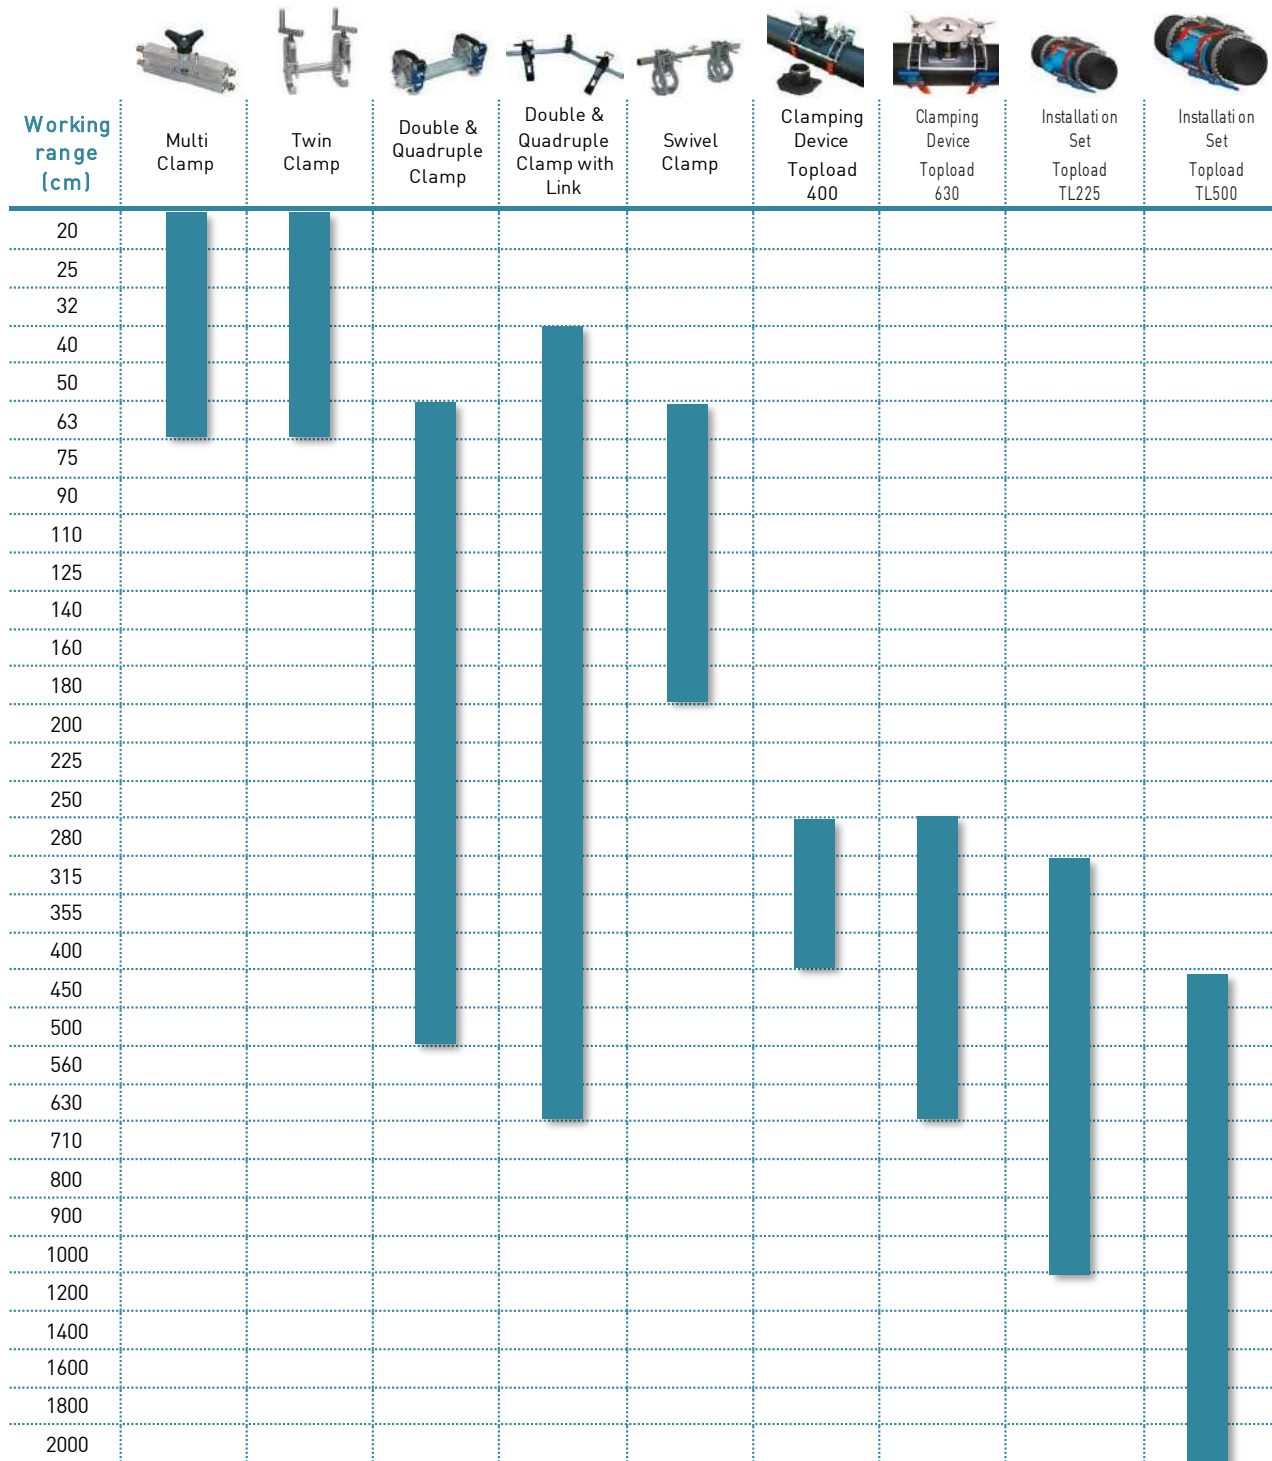 Working
range
(cm)
Multi
Clamp
Twin
Clamp
Double &
Quadruple
Clamp
Double &
Quadruple
Clamp with
Link
Swivel
Clamp
Clamping
Device
Topload
400
Clamping
Device
Topload
630
Installation
Set
Topload
TL225
Installation
Set
Topload
TL500
20
25
32
40
50
63
75
90
110
125
140
160
180
200
225
250
280
315
355
400
450
500
560
630
710
800
900
1000
1200
1400
1600
1800
2000